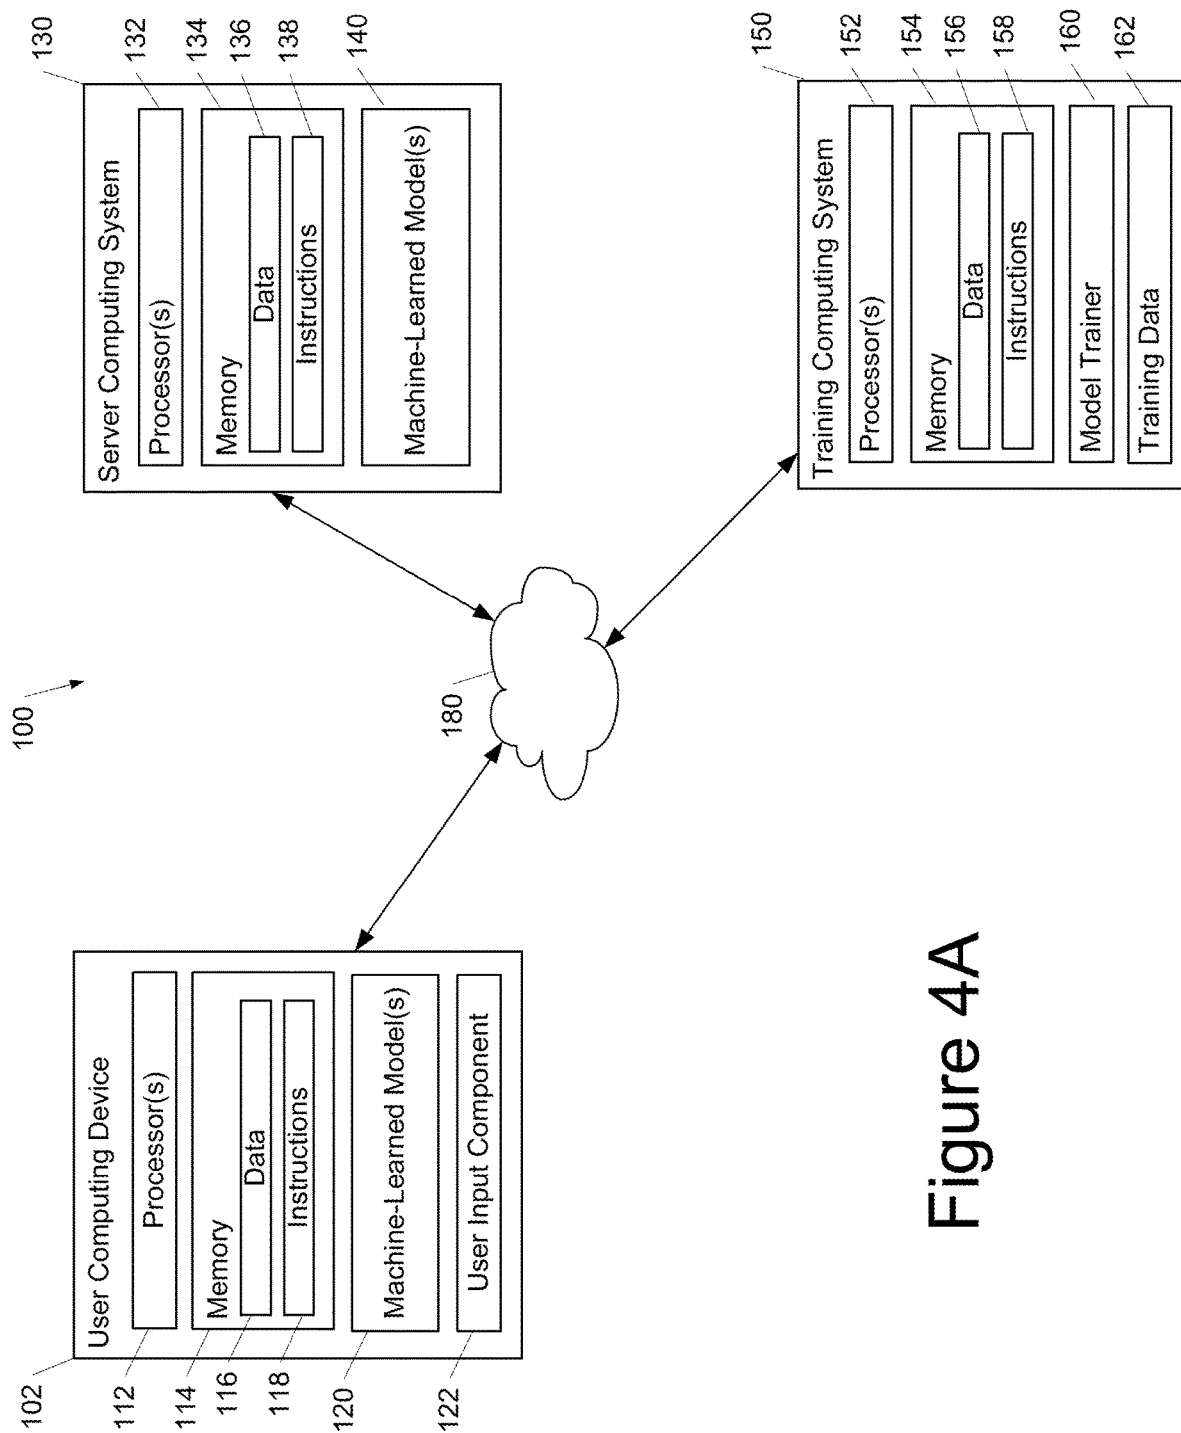 100
102
User Computing Device
112
Processor(s)
114
Memory
116
Data
118
Instructions
120
Machine-Learned Model(s)
122
User Input Component
180
130
Server Computing System
132
Processor(s)
134
Memory
136
Data
138
Instructions
140
Machine-Learned Model(s)
150
Training Computing System
152
Processor(s)
154
Memory
156
Data
158
Instructions
160
Model Trainer
162
Training Data
Figure 4A